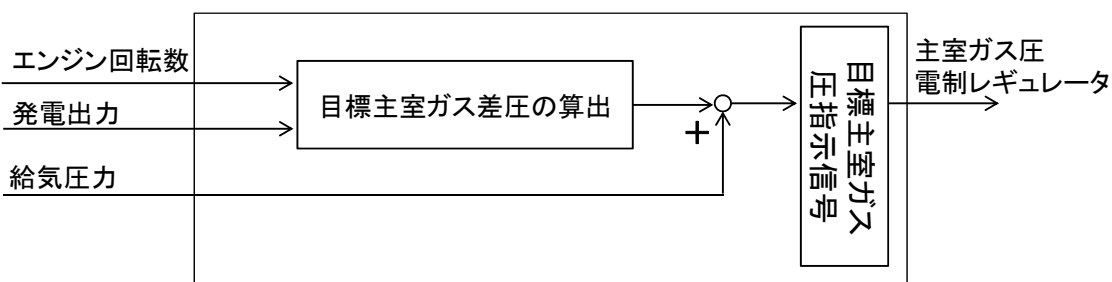 エンジン回転数
発電出力
給気圧力
目標主室ガス差圧の算出
+
目標主室ガス
圧指示信号
主室ガス圧
電制レギュレータ